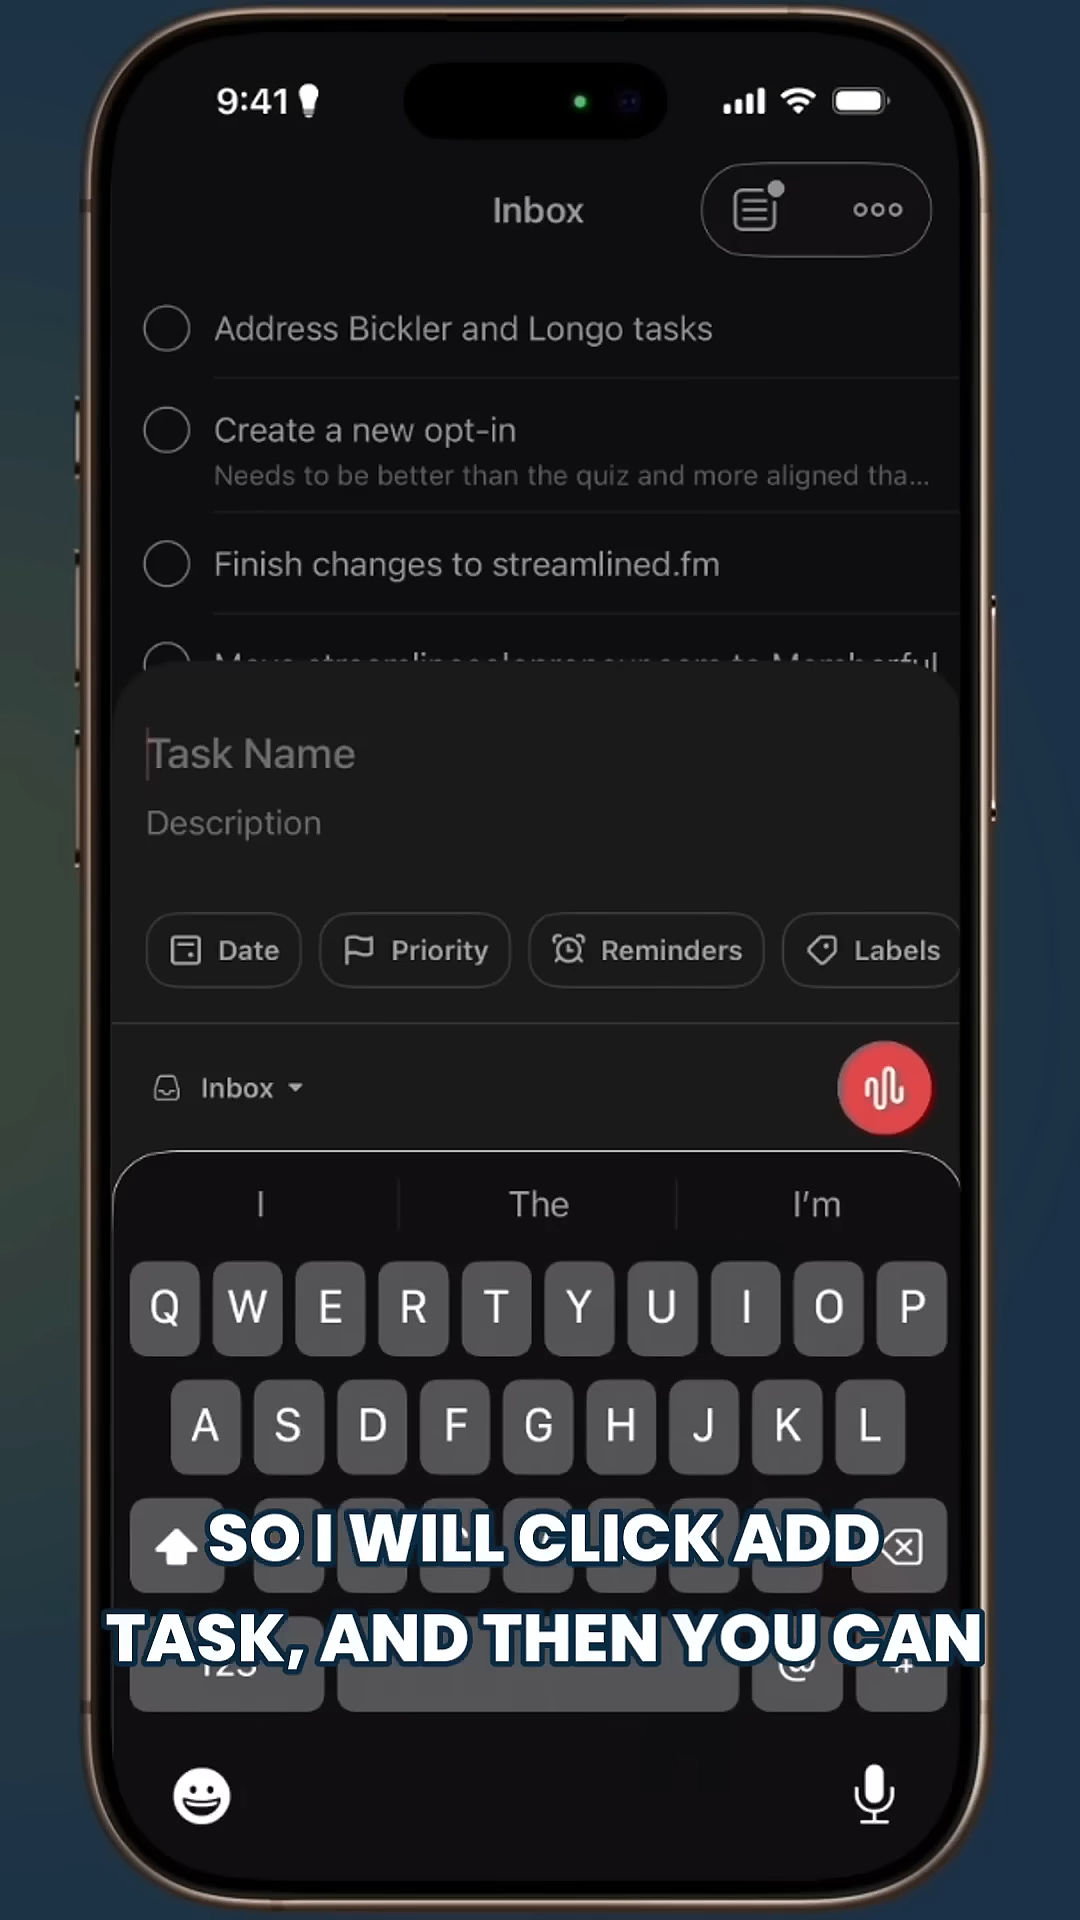 9:41
Inbox
Address Bickler and Longo tasks
Create a new opt-in
Needs to be better than the quiz and more aligned tha...
Finish changes to streamlined.fm
Task Name
Description
Date
Priority
Reminders
Labels
Inbox
I
The
I'm
Q W E R T Y U I O P
A S D F G H J K L
SO I WILL CLICK ADD
TASK, AND THEN YOU CAN
123
@
#